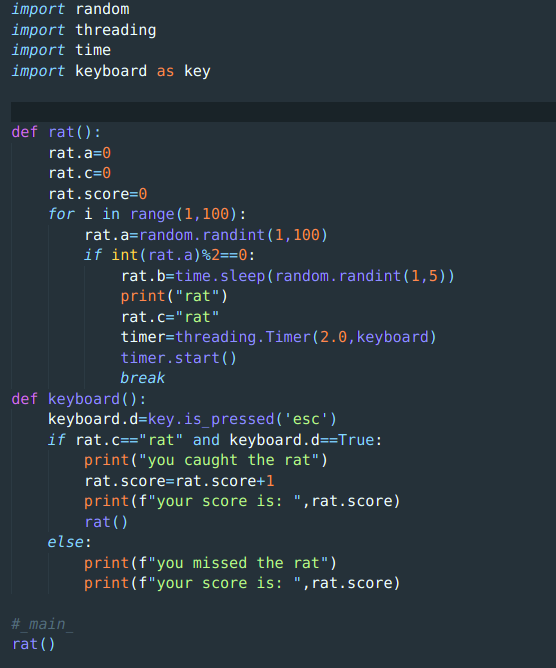 import random
import threading
import time
import keyboard as key

def rat():
    rat.a=0
    rat.c=0
    rat.score=0
    for i in range(1,100):
        rat.a=random.randint(1,100)
        if int(rat.a)%2==0:
            rat.b=time.sleep(random.randint(1,5))
            print("rat")
            rat.c="rat"
            timer=threading.Timer(2.0,keyboard)
            timer.start()
            break
def keyboard():
    keyboard.d=key.is_pressed('esc')
    if rat.c=="rat" and keyboard.d==True:
        print("you caught the rat")
        rat.score=rat.score+1
        print(f"your score is: ",rat.score)
        rat()
    else:
        print(f"you missed the rat")
        print(f"your score is: ",rat.score)

#_main_
rat()